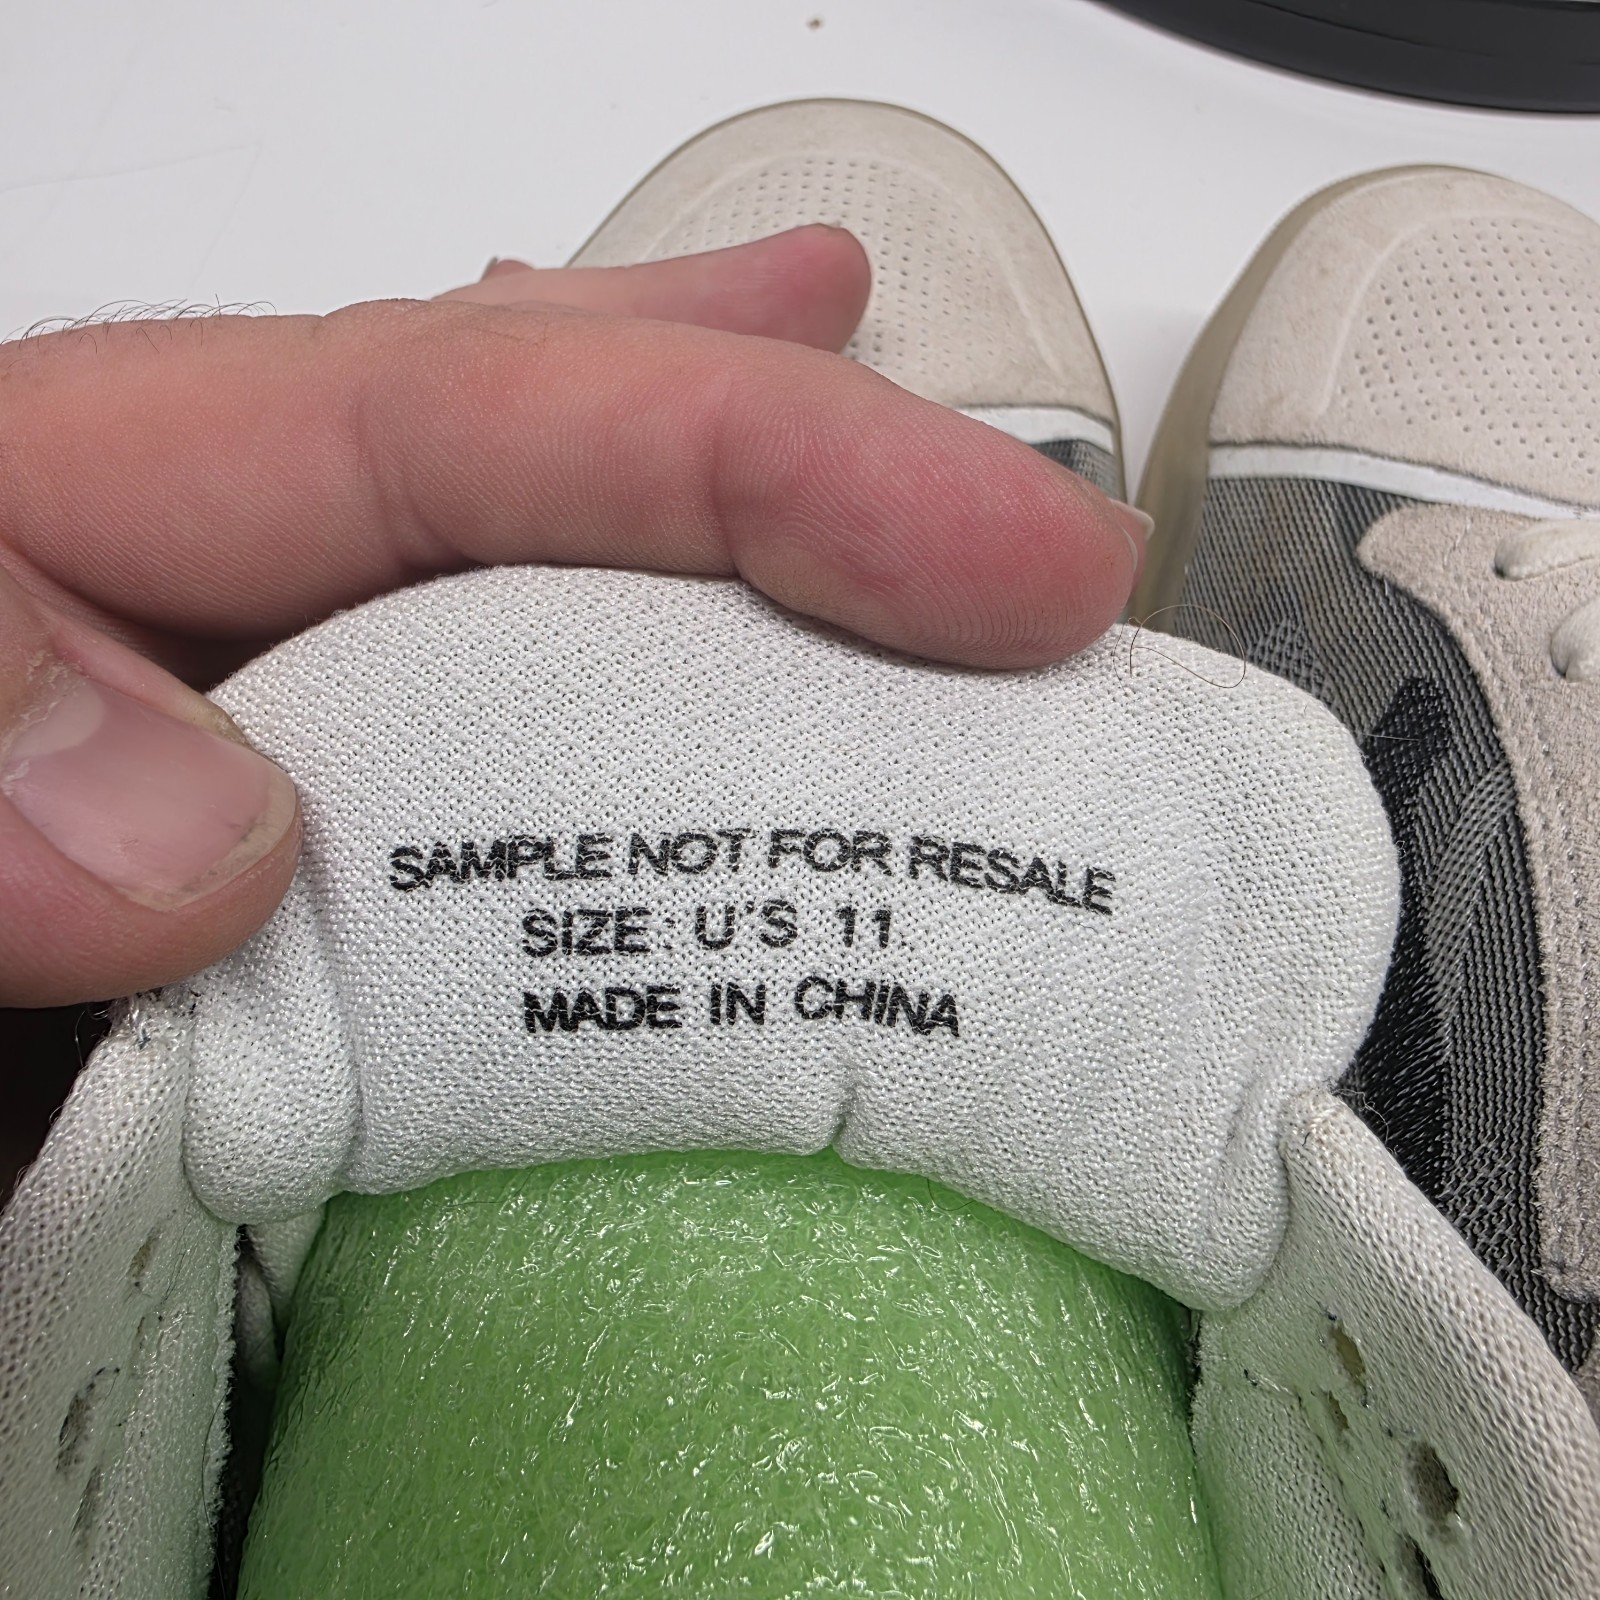 SAMPLE NOT FOR RESALE
SIZE: U'S 11
MADE IN CHINA